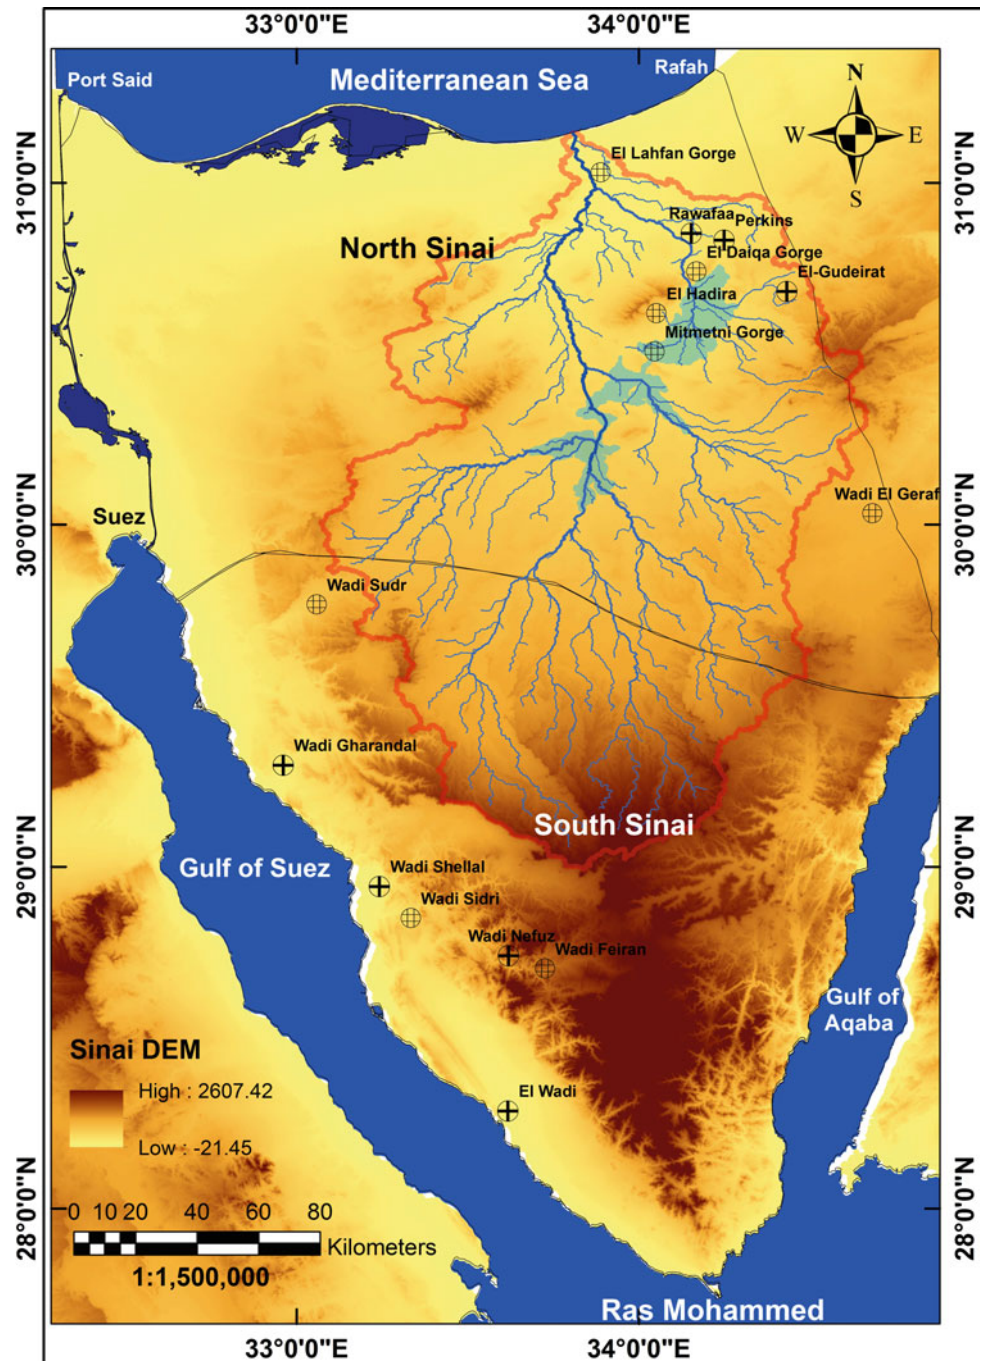 33°0'0"E
34°0'0"E
Port Said
Mediterranean Sea
Rafah
N
W
E
S
31°0'0"N
31°0'0"N
El Lahfan Gorge
Rawafaa
Perkins
North Sinai
El Daiqa Gorge
El-Gudeirat
El Hadira
Mitmetni Gorge
Wadi El Geraf
Suez
30°0'0"N
30°0'0"N
Wadi Sudr
Wadi Gharandal
South Sinai
Gulf of Suez
Wadi Shellal
29°0'0"N
29°0'0"N
Wadi Sidri
Wadi Nefuz
Wadi Feiran
Gulf of
Aqaba
Sinai DEM
High : 2607.42
Low : -21.45
El Wadi
28°0'0"N
28°0'0"N
0 10 20 40 60 80
Kilometers
1:1,500,000
Ras Mohammed
33°0'0"E
34°0'0"E